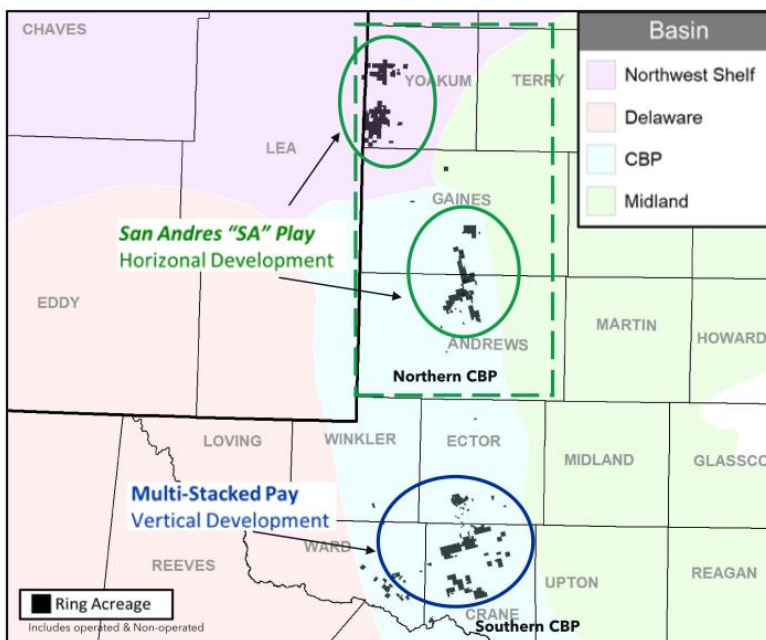 CHAVES
YOAKUM
TERRY
LEA
GAINES
San Andres “SA” Play
Horizonal Development
EDDY
MARTIN
HOWARD
ANDREWS
Northern CBP
LOVING
WINKLER
ECTOR
MIDLAND
GLASSCO
Multi-Stacked Pay
Vertical Development
WARD
REEVES
UPTON
REAGAN
CRANE
Southern CBP
Basin
Northwest Shelf
Delaware
CBP
Midland
Ring Acreage
Includes operated & Non-operated